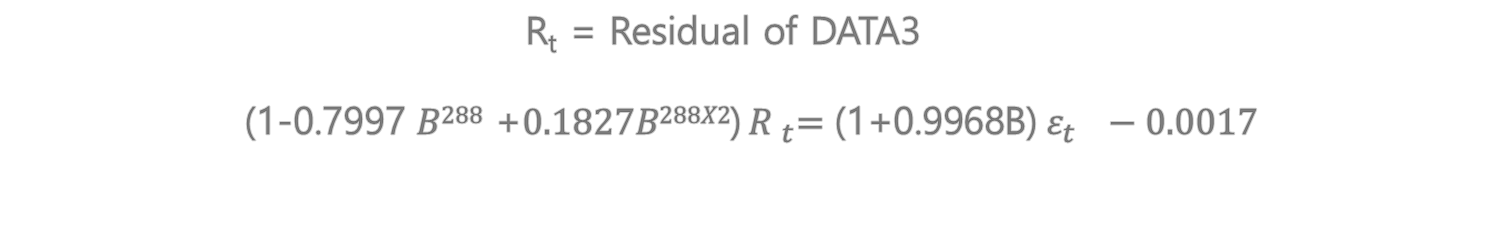 Rt = Residual of DATA3
(1-0.7997 B²⁸⁸ +0.1827B²⁸⁸ˣ²) R t= (1+0.9968B) εt − 0.0017